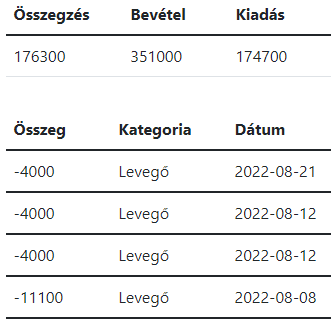 Összegzés Bevétel Kiadás
176300 351000 174700
Összeg Kategoria Dátum
-4000 Levegő 2022-08-21
-4000 Levegő 2022-08-12
-4000 Levegő 2022-08-12
-11100 Levegő 2022-08-08